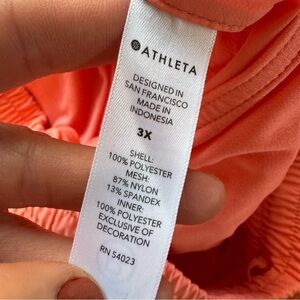 ATHLETA
DESIGNED IN
SAN FRANCISCO
MADE IN
INDONESIA
3X
SHELL:
100% POLYESTER
MESH:
87% NYLON
13% SPANDEX
INNER:
100% POLYESTER
EXCLUSIVE OF
DECORATION
RN 54023